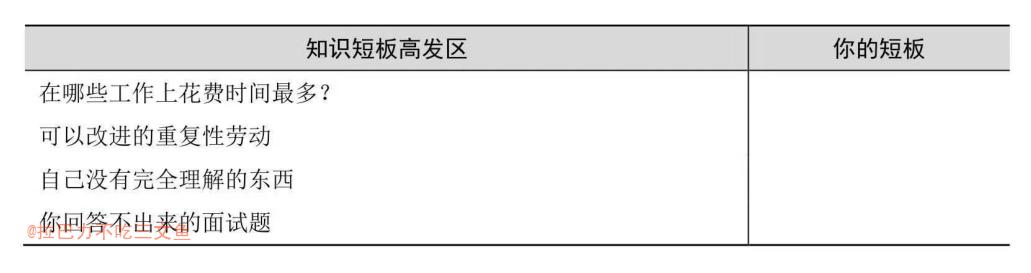 知识短板高发区 你的短板
在哪些工作上花费时间最多？
可以改进的重复性劳动
自己没有完全理解的东西
你回答不出来的面试题
@拉巴力不吃三文鱼